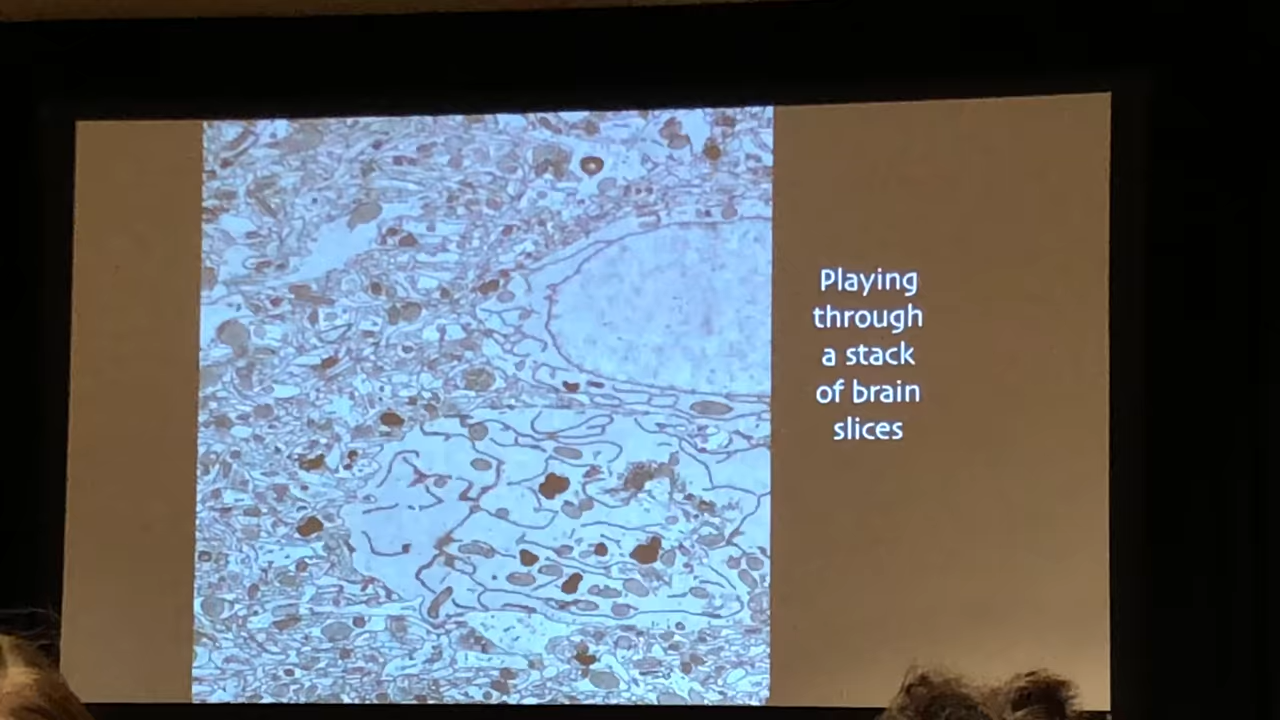 Playing
through
a stack
of brain
slices